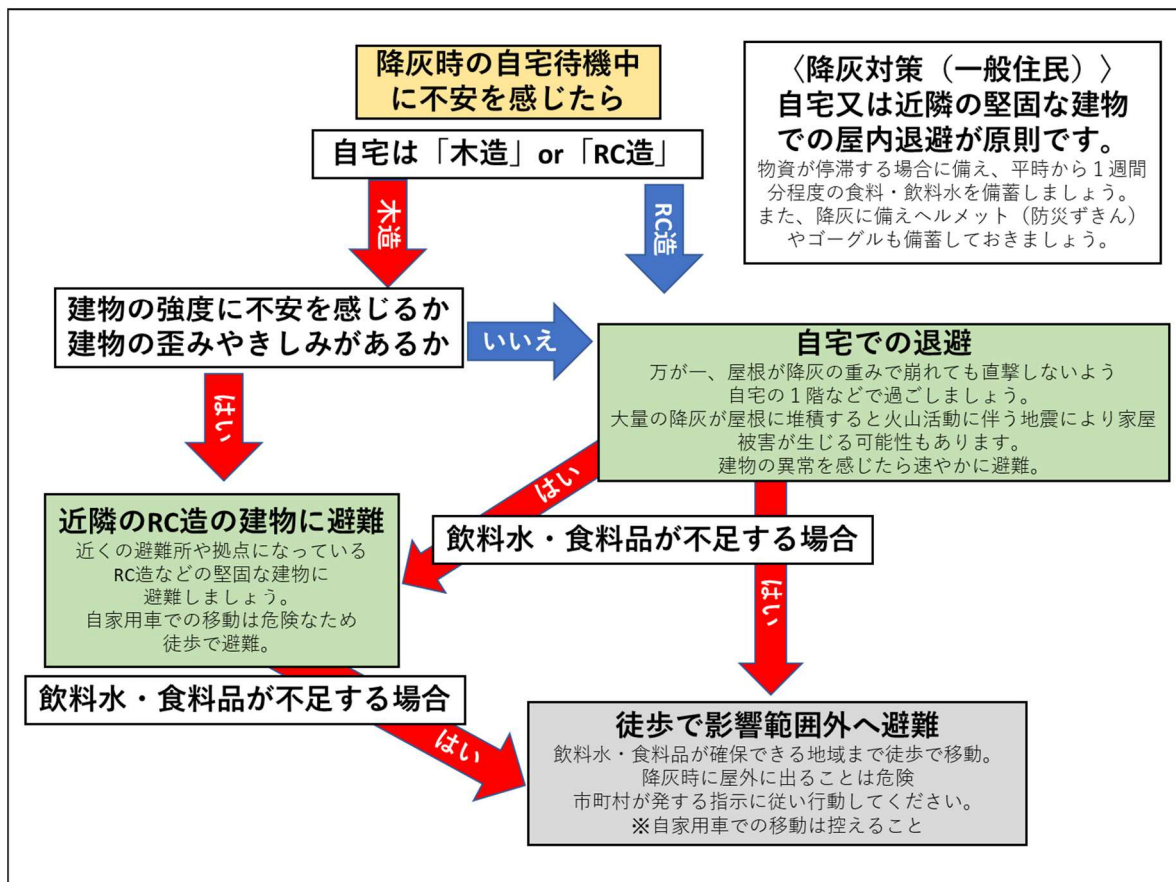 降灰時の自宅待機中
に不安を感じたら
自宅は「木造」or「RC造」
〈降灰対策（一般住民）〉
自宅又は近隣の堅固な建物
での屋内退避が原則です。
物資が停滞する場合に備え、平時から１週間
分程度の食料・飲料水を備蓄しましょう。
また、降灰に備えヘルメット（防災ずきん）
やゴーグルも備蓄しておきましょう。
木造
RC造
建物の強度に不安を感じるか
建物の歪みやきしみがあるか
いいえ
はい
自宅での退避
万が一、屋根が降灰の重みで崩れても直撃しないよう
自宅の１階などで過ごしましょう。
大量の降灰が屋根に堆積すると火山活動に伴う地震により家屋
被害が生じる可能性もあります。
建物の異常を感じたら速やかに避難。
はい
飲料水・食料品が不足する場合
はい
近隣のRC造の建物に避難
近くの避難所や拠点になっている
RC造などの堅固な建物に
避難しましょう。
自家用車での移動は危険なため
徒歩で避難。
飲料水・食料品が不足する場合
はい
徒歩で影響範囲外へ避難
飲料水・食料品が確保できる地域まで徒歩で移動。
降灰時に屋外に出ることは危険
市町村が発する指示に従い行動してください。
※自家用車での移動は控えること